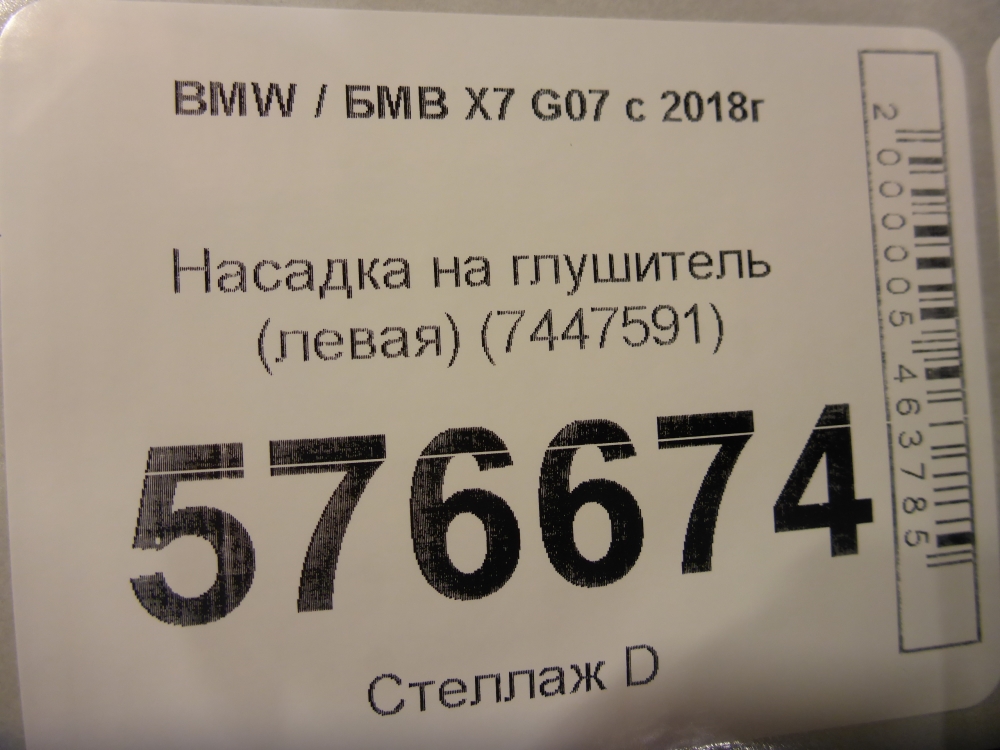 BMW / БМВ X7 G07 с 2018г
Насадка на глушитель
(левая) (7447591)
576674
Стеллаж D
2000005463785